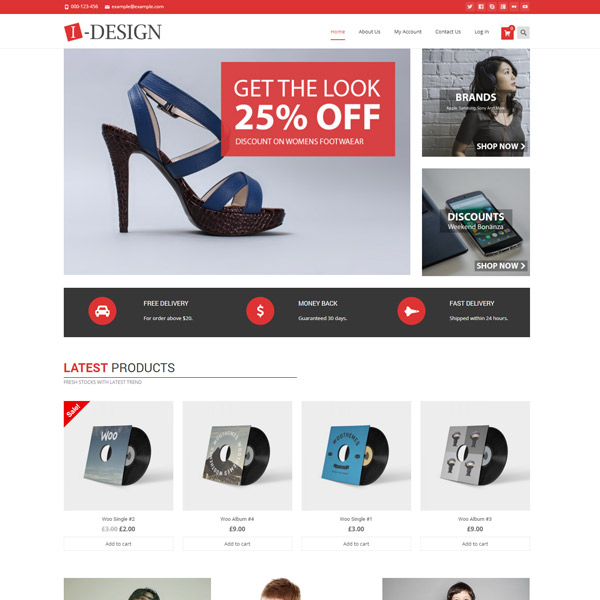 000-123-456
example@example.com
I-DESIGN
Home
About Us
My Account
Contact Us
Log In
GET THE LOOK
25% OFF
DISCOUNT ON WOMENS FOOTWAEAR
BRANDS
Apple, Samsung, Sony And More
SHOP NOW
DISCOUNTS
Weekend Bonanza
SHOP NOW
FREE DELIVERY
For order above $20.
$
MONEY BACK
Guaranteed 30 days.
FAST DELIVERY
Shipped within 24 hours.
LATEST PRODUCTS
FRESH STOCKS WITH LATEST TREND
Sale!
WOO
WOOTHEMES
WOOTHEMES
Woo Single #2
£3.00 £2.00
Add to cart
Woo Album #4
£9.00
Add to cart
Woo Single #1
£3.00
Add to cart
Woo Album #3
£9.00
Add to cart